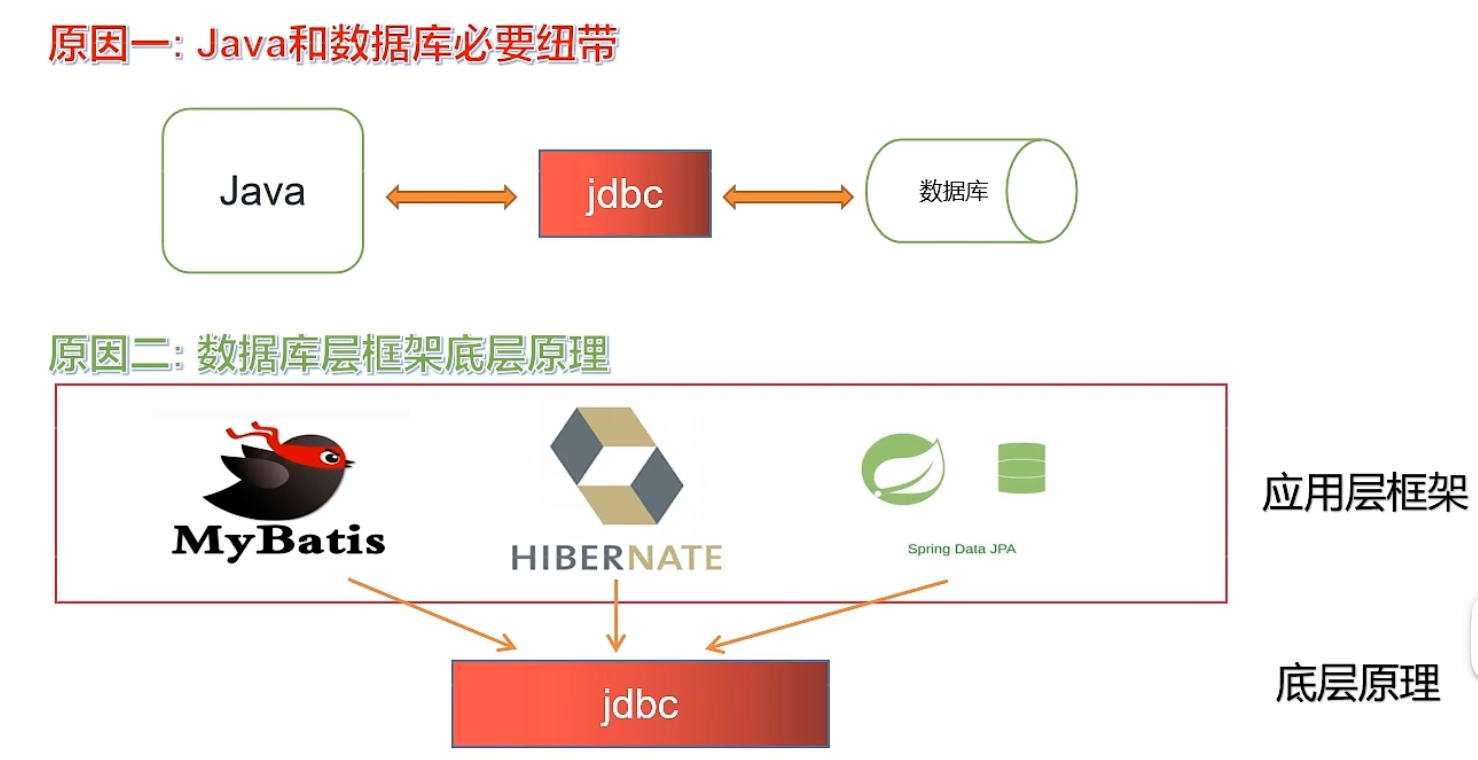 原因一: Java和数据库必要纽带
Java
jdbc
数据库
原因二: 数据库层框架底层原理
MyBatis
HIBERNATE
Spring Data JPA
应用层框架
jdbc
底层原理